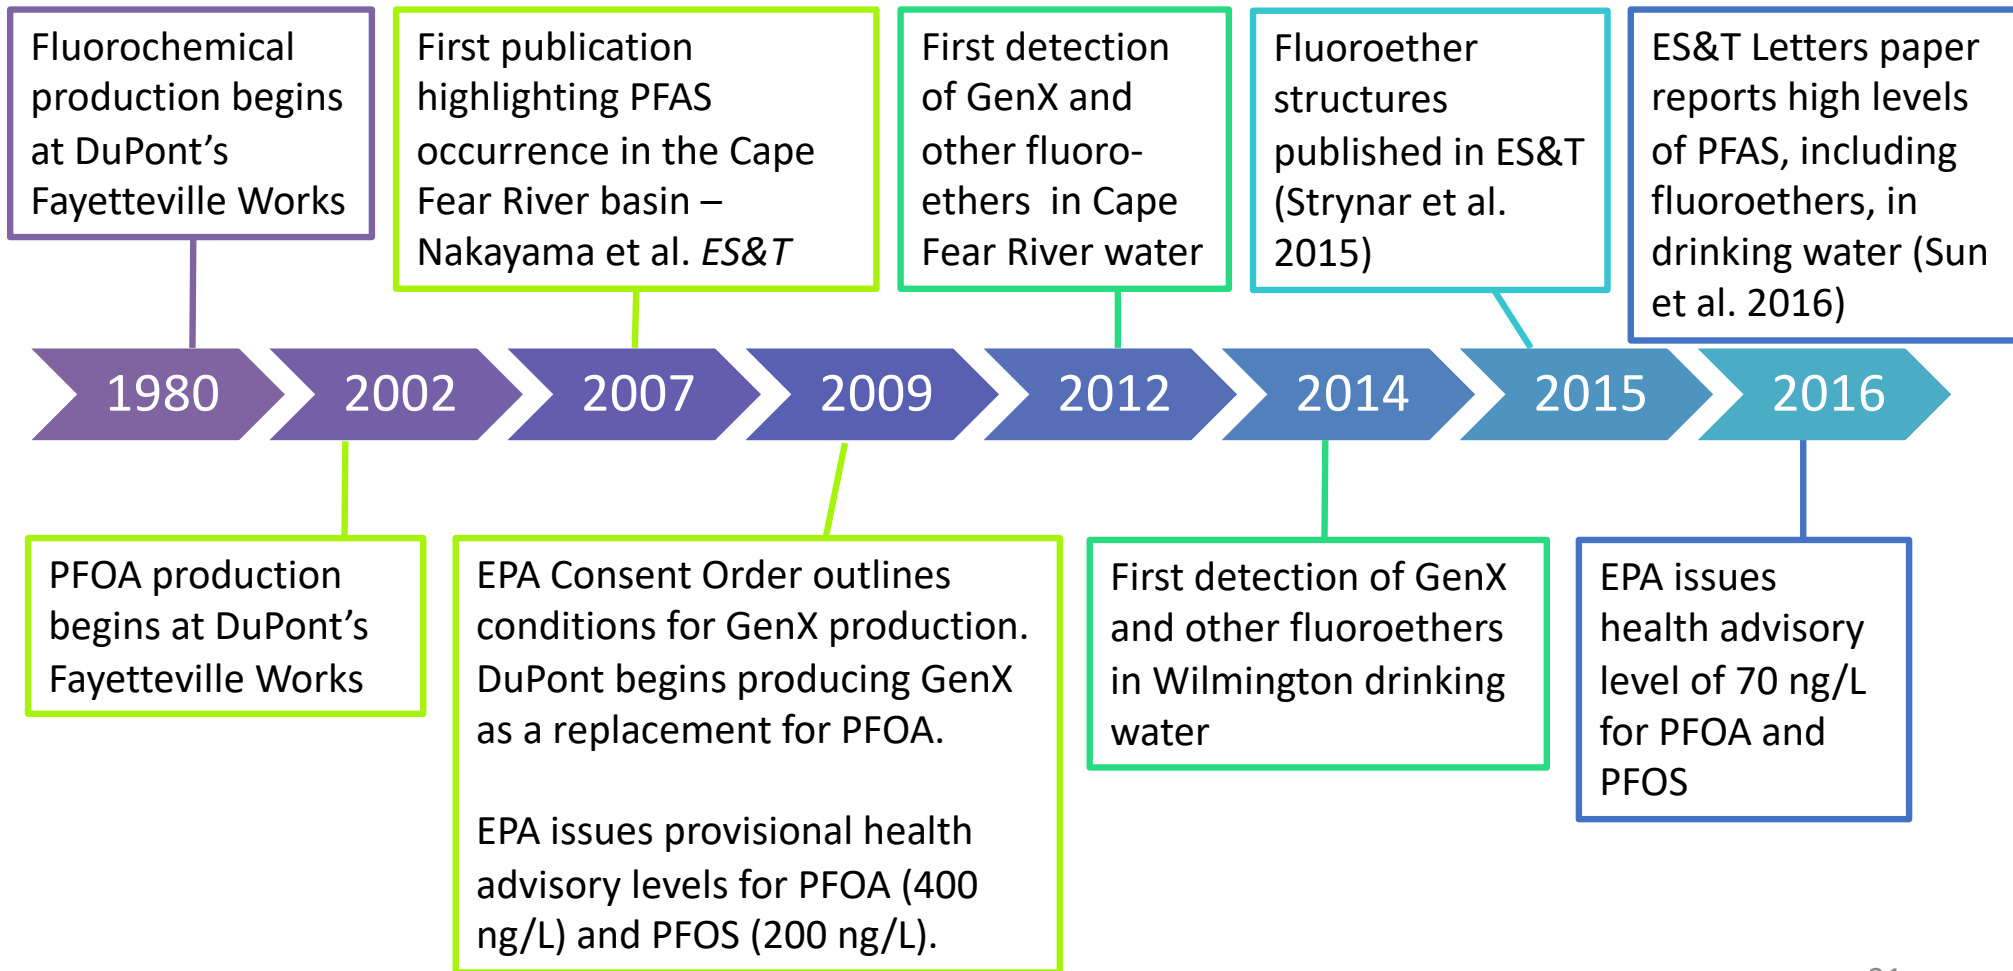 Fluorochemical
production begins
at DuPont's
Fayetteville Works
First publication
highlighting PFAS
occurrence in the Cape
Fear River basin –
Nakayama et al. ES&T
First detection
of GenX and
other fluoro-
ethers in Cape
Fear River water
Fluoroether
structures
published in ES&T
(Strynar et al.
2015)
ES&T Letters paper
reports high levels
of PFAS, including
fluoroethers, in
drinking water (Sun
et al. 2016)
1980
2002
2007
2009
2012
2014
2015
2016
PFOA production
begins at DuPont's
Fayetteville Works
EPA Consent Order outlines
conditions for GenX production.
DuPont begins producing GenX
as a replacement for PFOA.
EPA issues provisional health
advisory levels for PFOA (400
ng/L) and PFOS (200 ng/L).
First detection of GenX
and other fluoroethers
in Wilmington drinking
water
EPA issues
health advisory
level of 70 ng/L
for PFOA and
PFOS